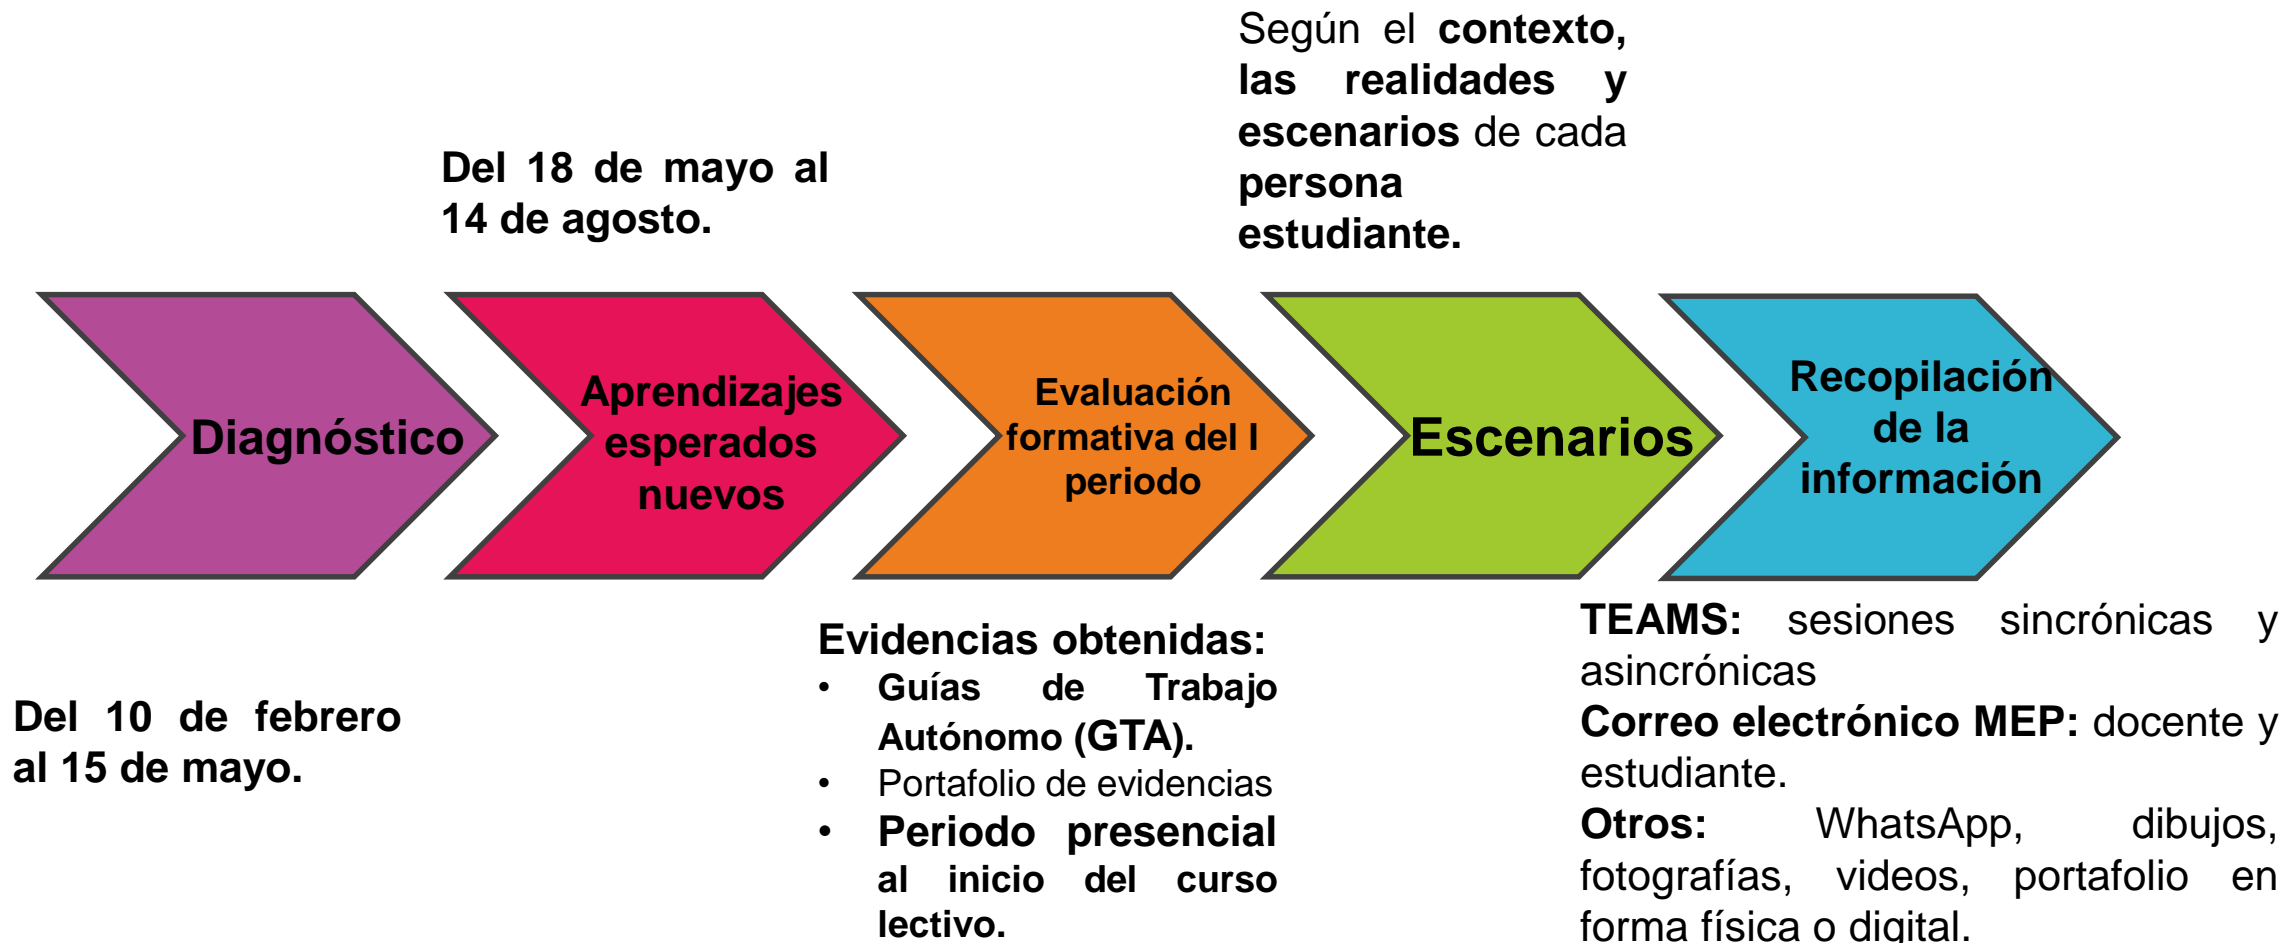 Según el contexto,
las realidades y
escenarios de cada
persona
estudiante.
Del 18 de mayo al
14 de agosto.
Diagnóstico
Aprendizajes
esperados
nuevos
Evaluación
formativa del I
periodo
Escenarios
Recopilación
de la
información
Del 10 de febrero
al 15 de mayo.
Evidencias obtenidas:
• Guías de Trabajo
Autónomo (GTA).
• Portafolio de evidencias
• Periodo presencial
al inicio del curso
lectivo.
TEAMS: sesiones sincrónicas y
asincrónicas
Correo electrónico MEP: docente y
estudiante.
Otros: WhatsApp, dibujos,
fotografías, videos, portafolio en
forma física o digital.